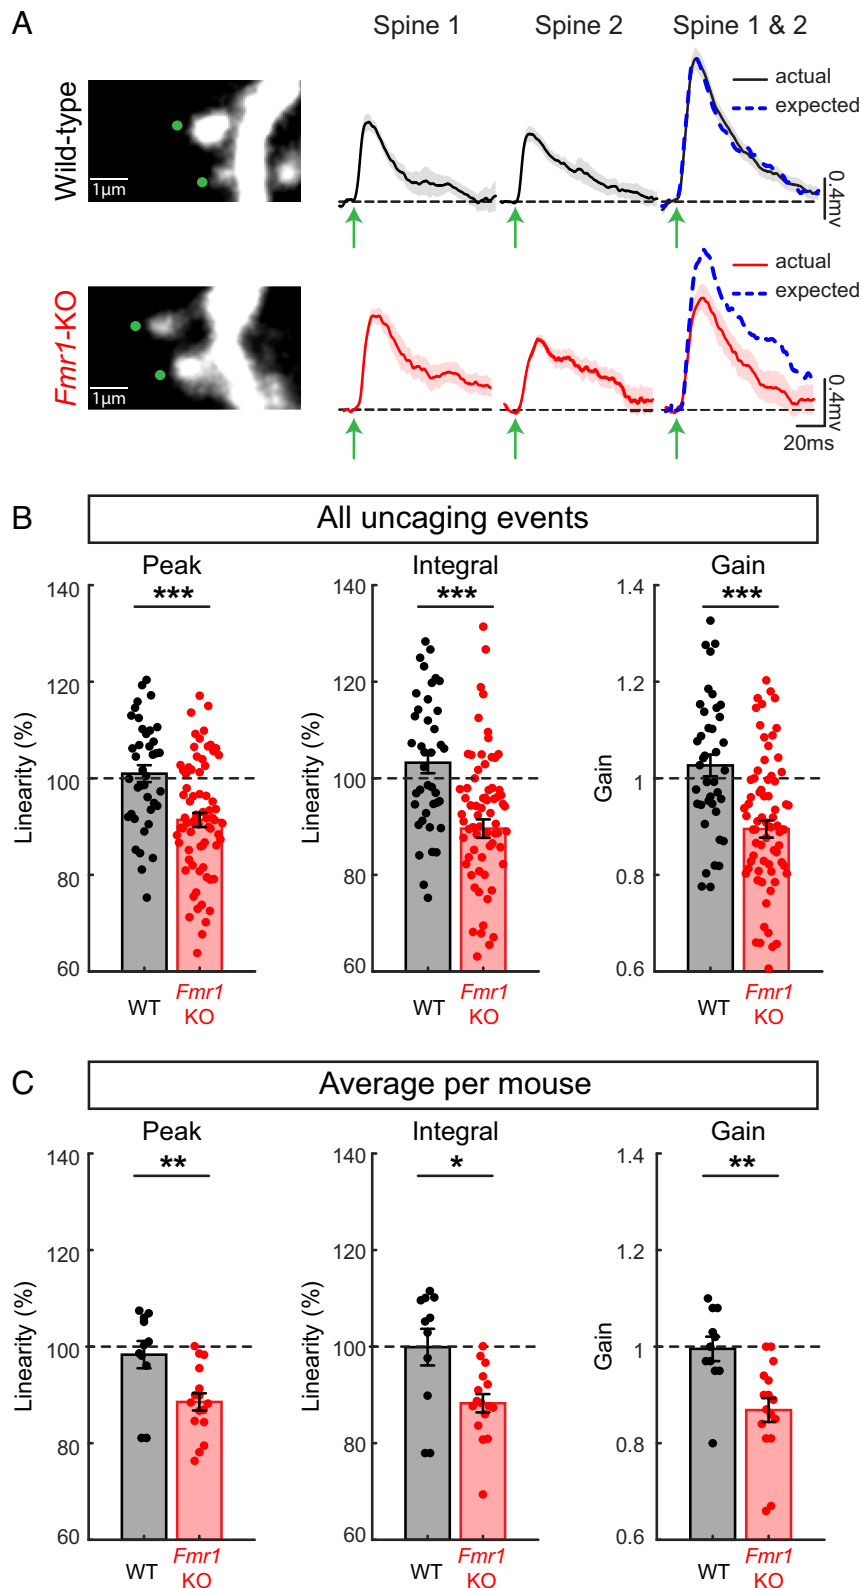 A
Spine 1
Spine 2
Spine 1 & 2
Wild-type
1µm
actual
expected
0.4mv
Fmr1-KO
1µm
actual
expected
0.4mv
20ms
B
All uncaging events
Peak
Integral
Gain
140
120
100
80
60
Linearity (%)
***
WT
Fmr1
KO
140
120
100
80
60
Linearity (%)
***
WT
Fmr1
KO
1.4
1.2
1
0.8
0.6
Gain
***
WT
Fmr1
KO
C
Average per mouse
Peak
Integral
Gain
140
120
100
80
60
Linearity (%)
**
WT
Fmr1
KO
140
120
100
80
60
Linearity (%)
*
WT
Fmr1
KO
1.4
1.2
1
0.8
0.6
Gain
**
WT
Fmr1
KO